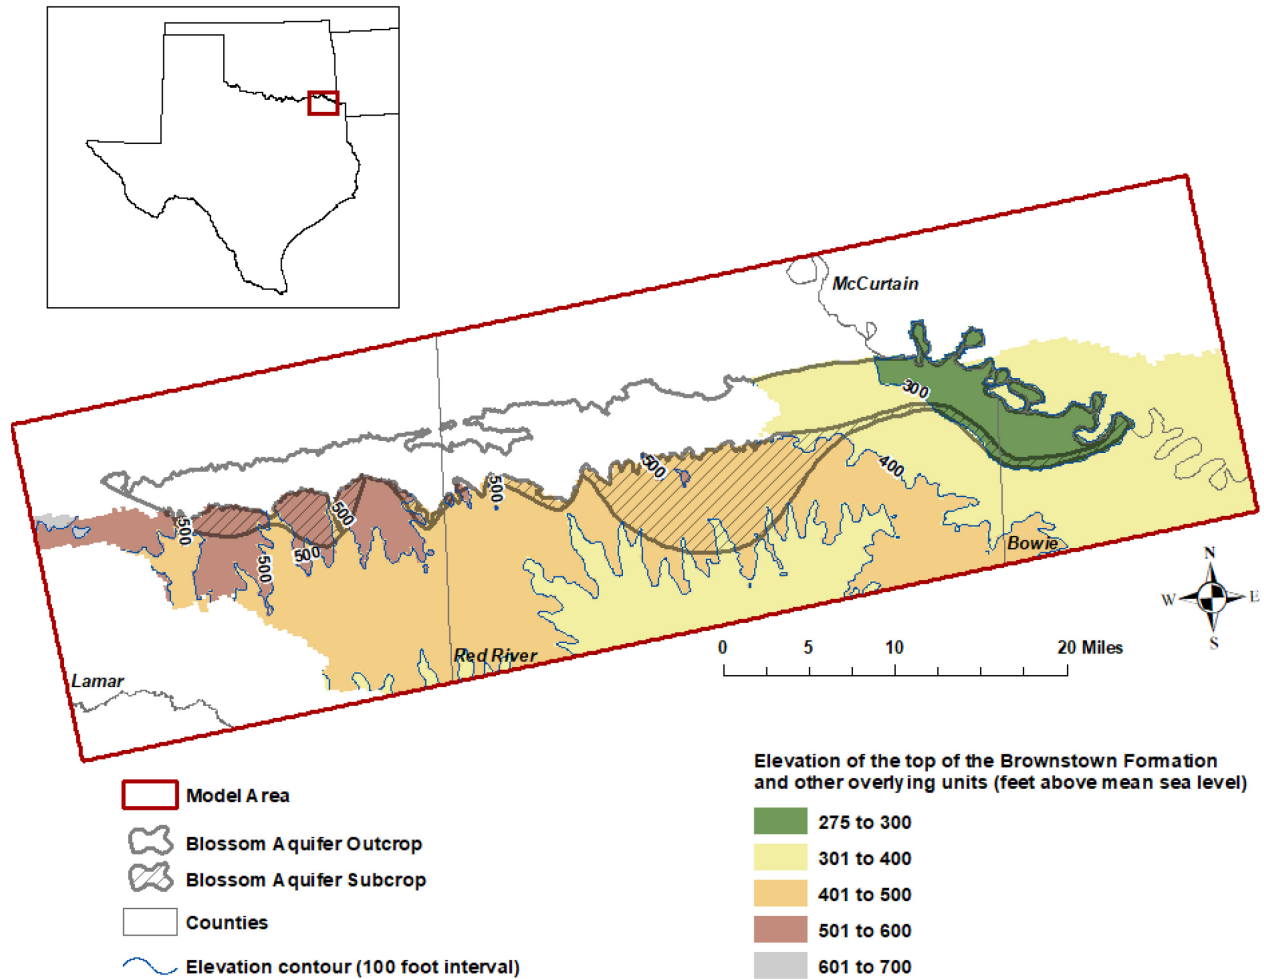 McCurtain
300
500
400
500
500
500
500
500
Bowie
N
W E
S
Red River
0 5 10 20 Miles
Lamar
Elevation of the top of the Brownstown Formation
and other overlying units (feet above mean sea level)
Model Area
275 to 300
Blossom Aquifer Outcrop
301 to 400
Blossom Aquifer Subcrop
401 to 500
Counties
501 to 600
Elevation contour (100 foot interval)
601 to 700